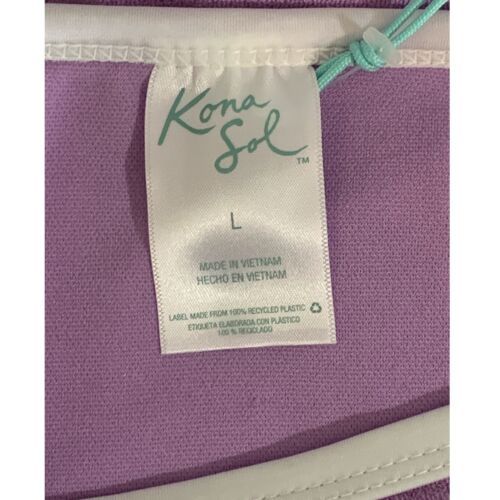 Kona
Sol
™
L
MADE IN VIETNAM
HECHO EN VIETNAM
LABEL MADE FROM 100% RECYCLED PLASTIC
ETIQUETA ELABORADA CON PLÁSTICO
100 % RECICLADO